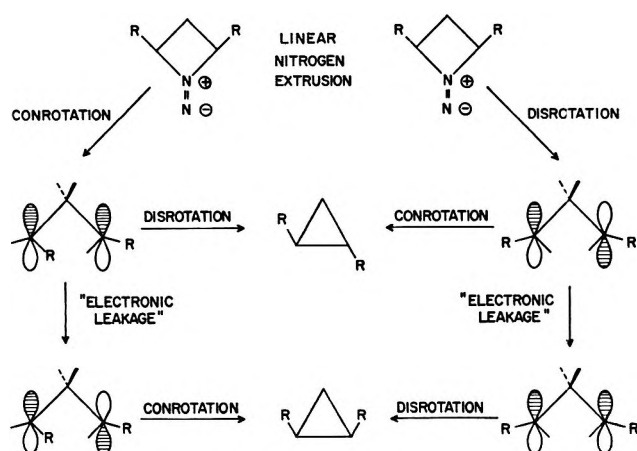 R R LINEAR R R
NITROGEN
N ⊕ EXTRUSION N ⊕
N ⊖ N ⊖
CONROTATION DISRCTATION
DISROTATION CONROTATION
R R R R R R
"ELECTRONIC LEAKAGE" "ELECTRONIC LEAKAGE"
CONROTATION DISROTATION
R R R R R R